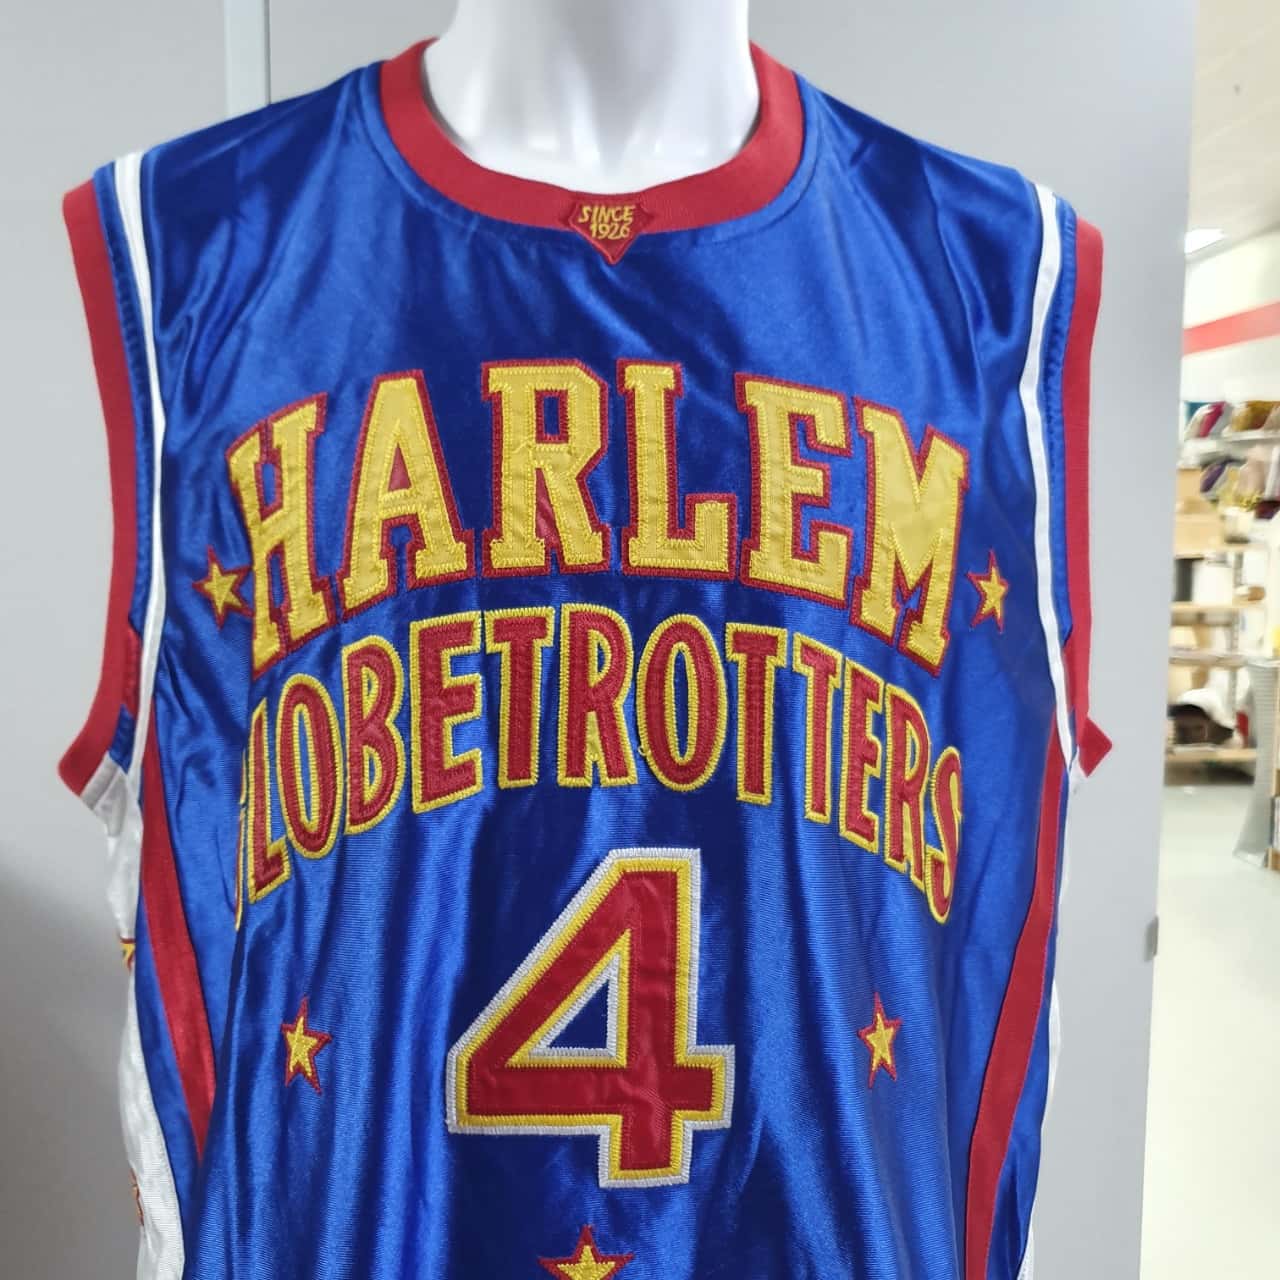 SINCE
1926
HARLEM
GLOBETROTTERS
4